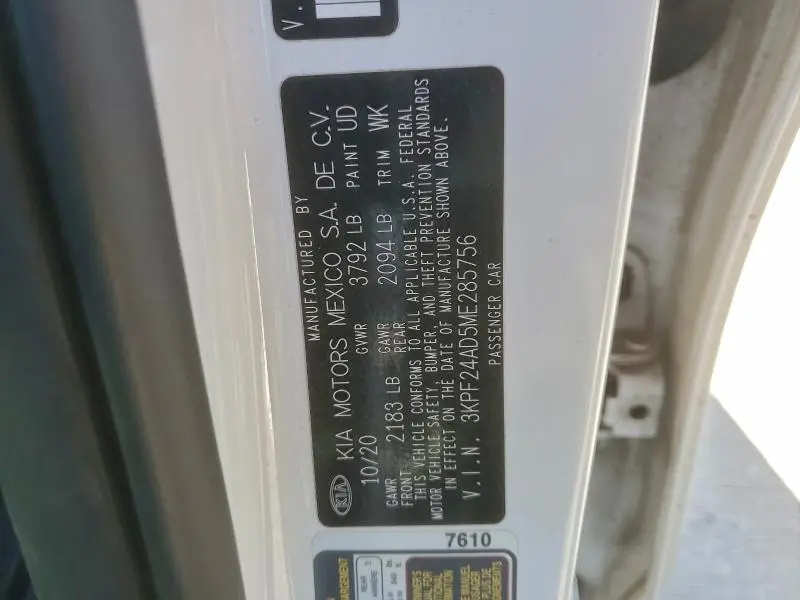 V.
MANUFACTURED BY
KIA KIA MOTORS MEXICO S.A. DE C.V.
10/20 GVWR 3792 LB PAINT UD
GAWR FRONT 2183 LB GAWR REAR 2094 LB TRIM WK
THIS VEHICLE CONFORMS TO ALL APPLICABLE U.S.A. FEDERAL
MOTOR VEHICLE SAFETY, BUMPER, AND THEFT PREVENTION STANDARDS
IN EFFECT ON THE DATE OF MANUFACTURE SHOWN ABOVE.
V.I.N. 3KPF24AD5ME285756
PASSENGER CAR
7610
REAR